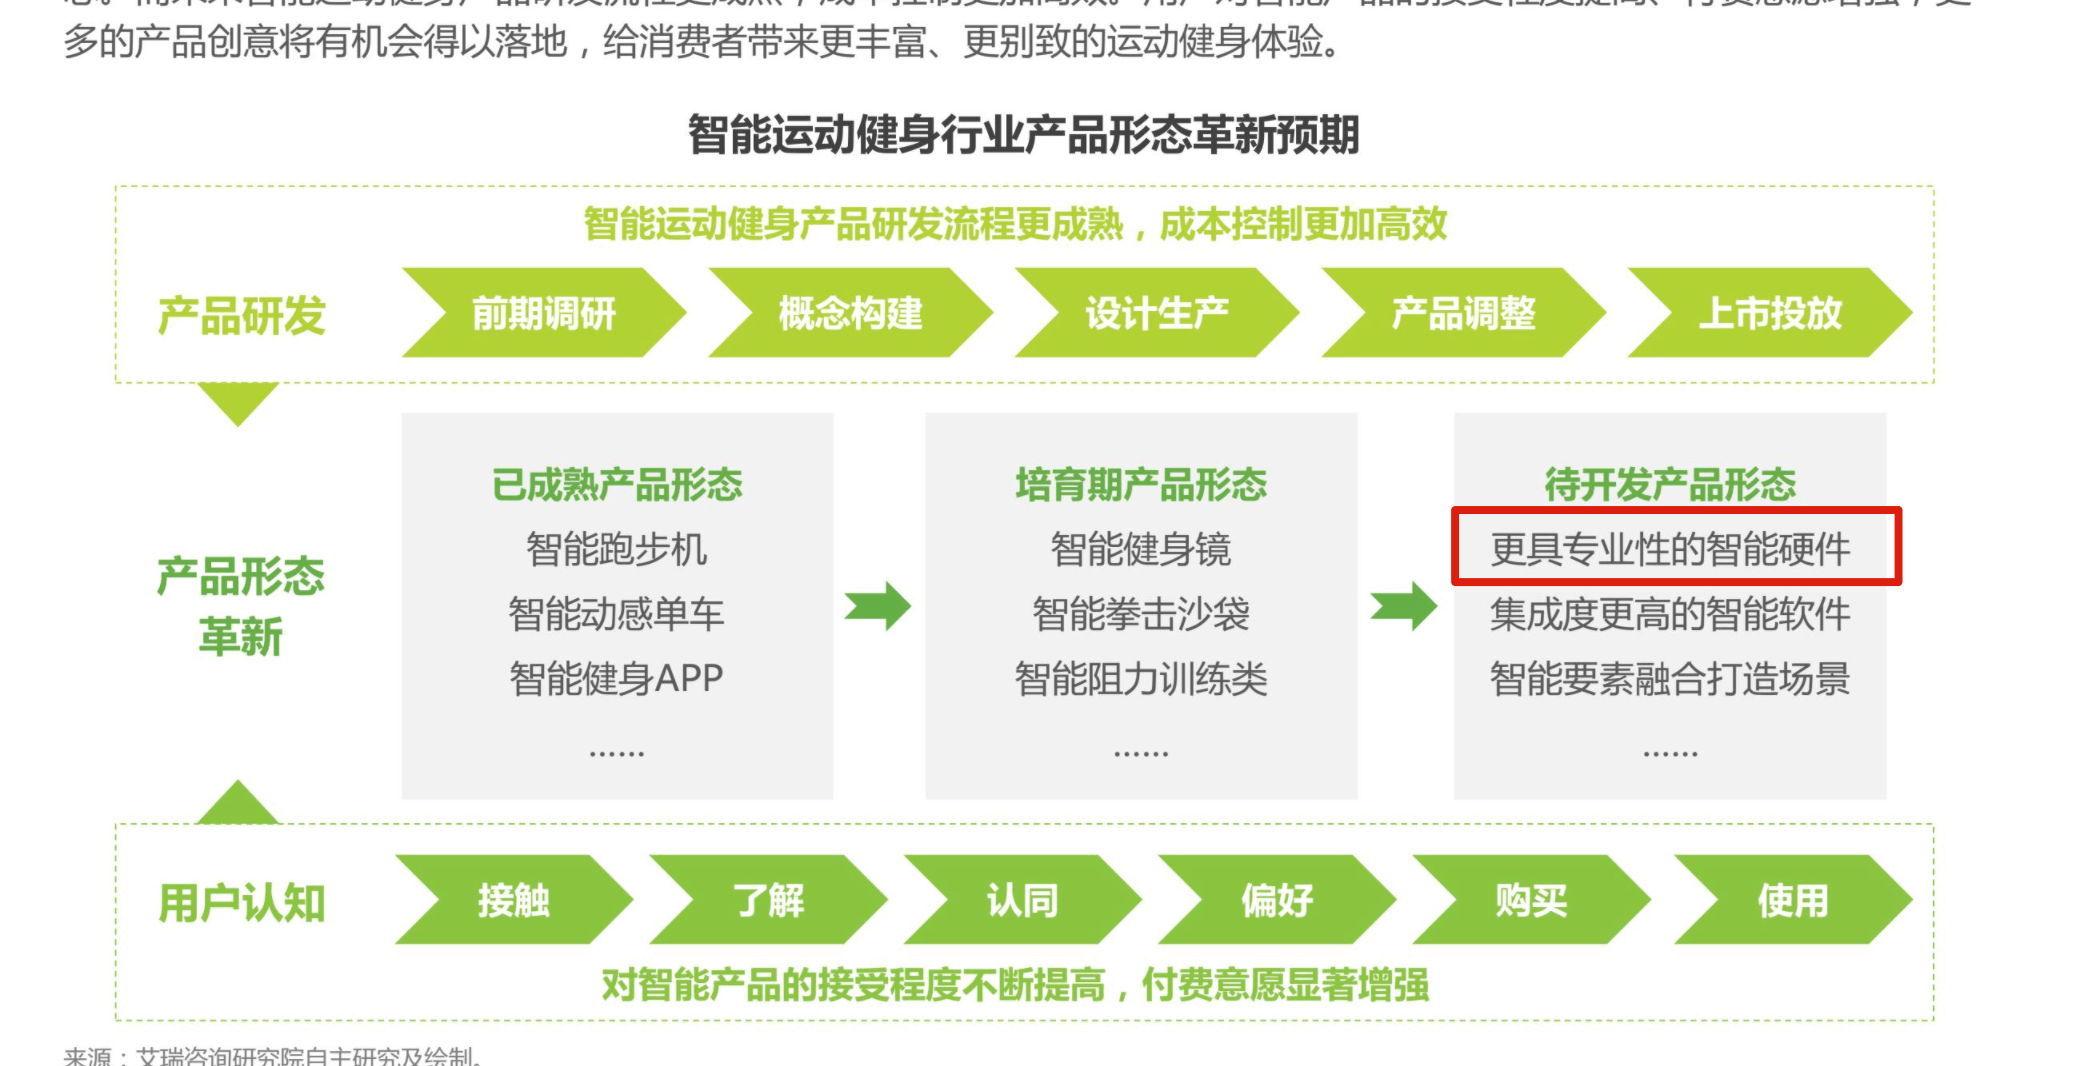 多的产品创意将有机会得以落地，给消费者带来更丰富、更别致的运动健身体验。
智能运动健身行业产品形态革新预期
智能运动健身产品研发流程更成熟，成本控制更加高效
产品研发
前期调研
概念构建
设计生产
产品调整
上市投放
产品形态
革新
已成熟产品形态
智能跑步机
智能动感单车
智能健身APP
......
培育期产品形态
智能健身镜
智能拳击沙袋
智能阻力训练类
......
待开发产品形态
更具专业性的智能硬件
集成度更高的智能软件
智能要素融合打造场景
......
用户认知
接触
了解
认同
偏好
购买
使用
对智能产品的接受程度不断提高，付费意愿显著增强
来源：艾瑞咨询研究院自主研究及绘制。